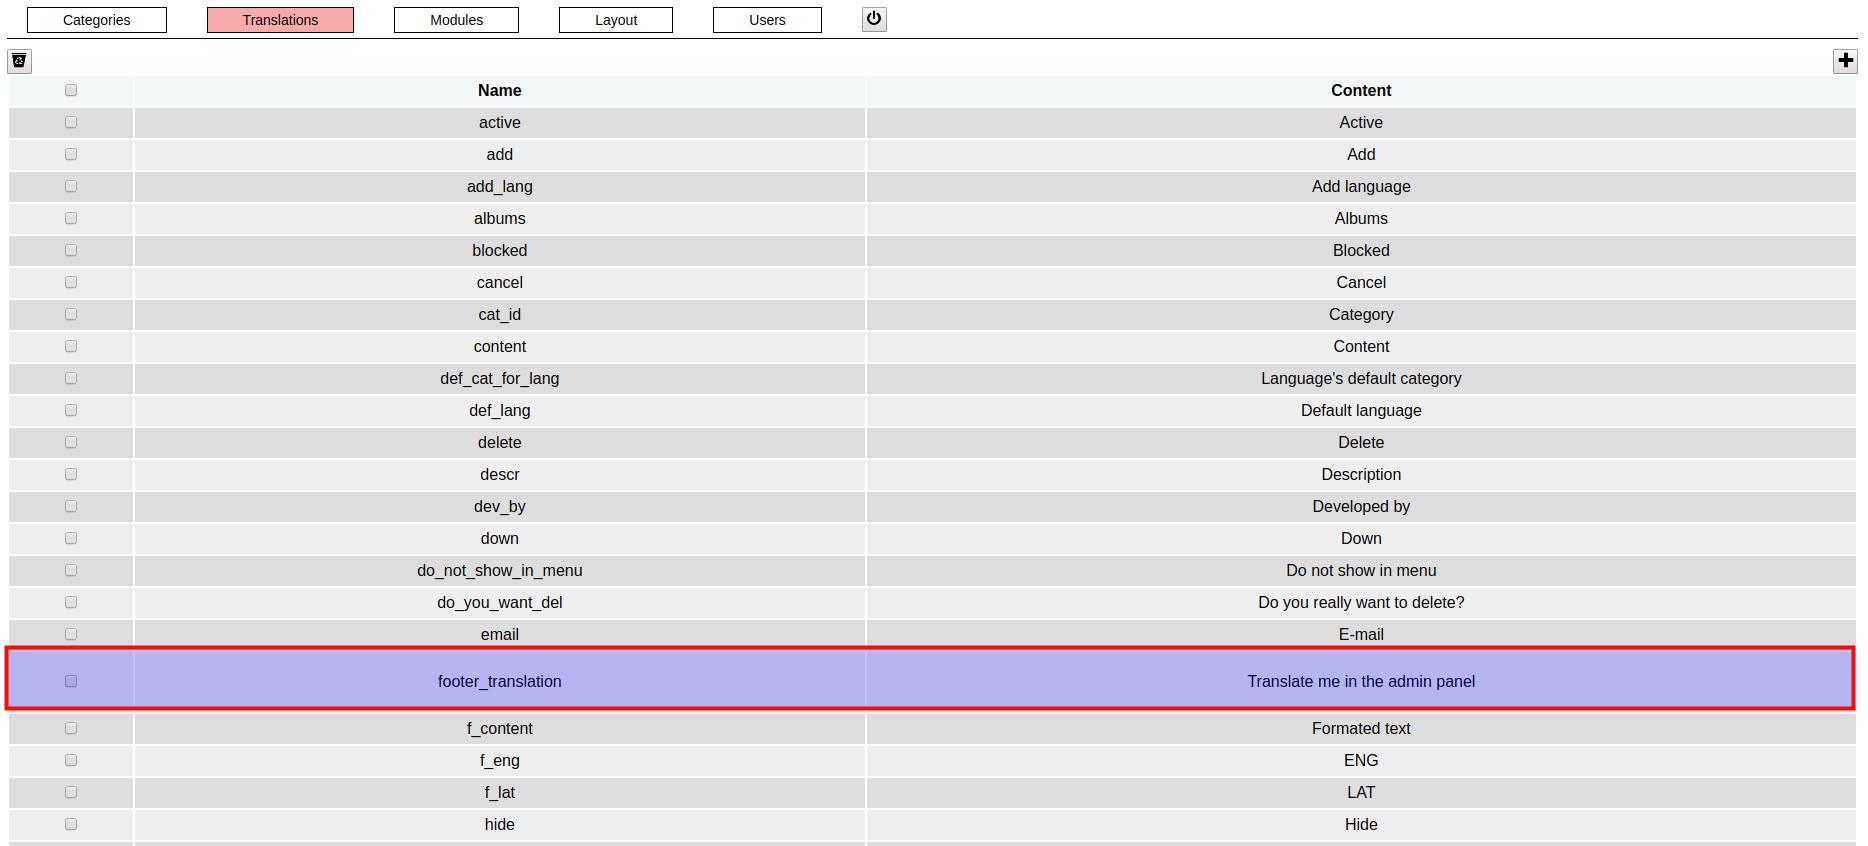 Categories Translations Modules Layout Users
Name Content
active Active
add Add
add_lang Add language
albums Albums
blocked Blocked
cancel Cancel
cat_id Category
content Content
def_cat_for_lang Language's default category
def_lang Default language
delete Delete
descr Description
dev_by Developed by
down Down
do_not_show_in_menu Do not show in menu
do_you_want_del Do you really want to delete?
email E-mail
footer_translation Translate me in the admin panel
f_content Formated text
f_eng ENG
f_lat LAT
hide Hide